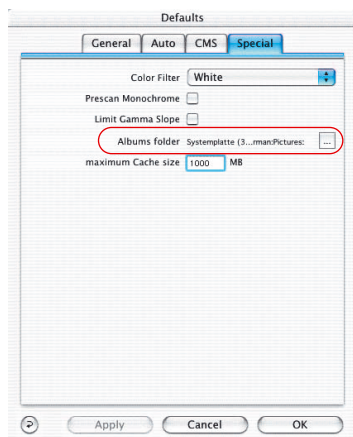 Defaults
General Auto CMS Special
Color Filter White
Prescan Monochrome
Limit Gamma Slope
Albums folder Systemplatte (3...rman:Pictures: ...
maximum Cache size 1000 MB
Apply Cancel OK